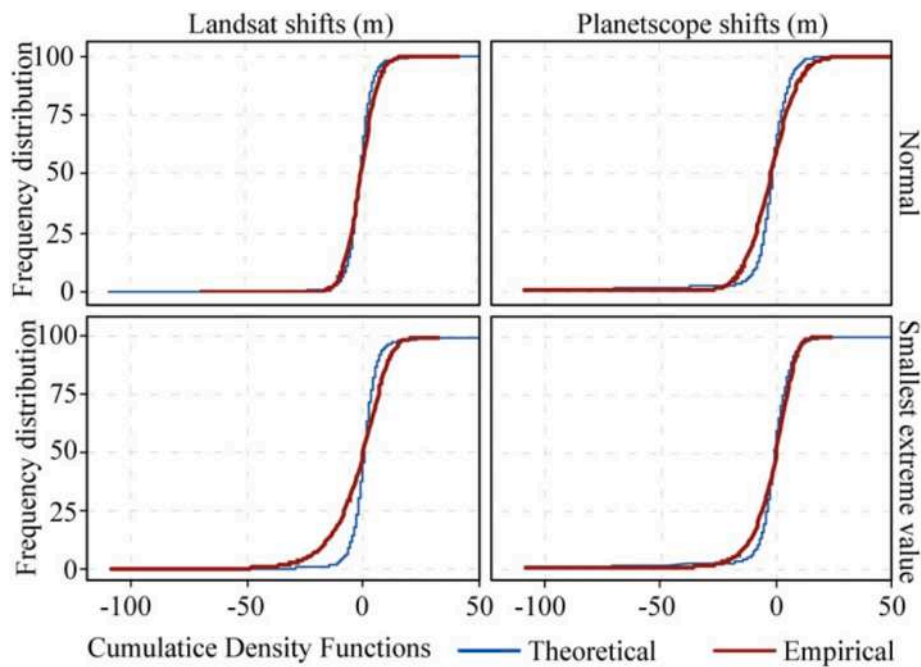 Landsat shifts (m) Planetscope shifts (m)
Frequency distribution
100
75
50
25
0
Normal
Frequency distribution
100
75
50
25
0
Smallest extreme value
-100 -50 0 50 -100 -50 0 50
Cumulatice Density Functions Theoretical Empirical